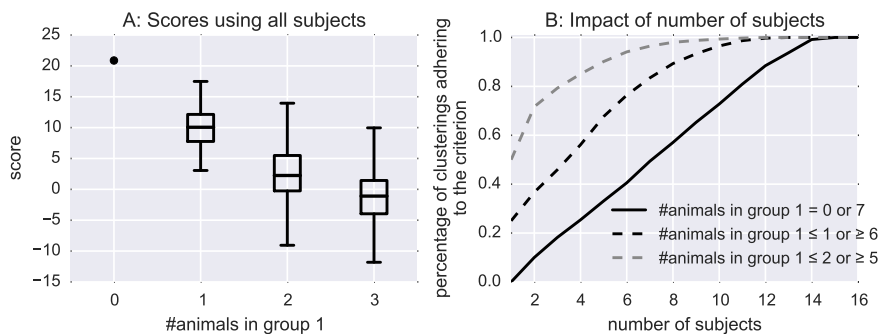 A: Scores using all subjects
25
20
15
10
5
0
−5
−10
−15
score
0 1 2 3
#animals in group 1
B: Impact of number of subjects
1.0
0.8
0.6
0.4
0.2
0.0
percentage of clusterings adhering
to the criterion
#animals in group 1 = 0 or 7
#animals in group 1 ≤ 1 or ≥ 6
#animals in group 1 ≤ 2 or ≥ 5
2 4 6 8 10 12 14 16
number of subjects